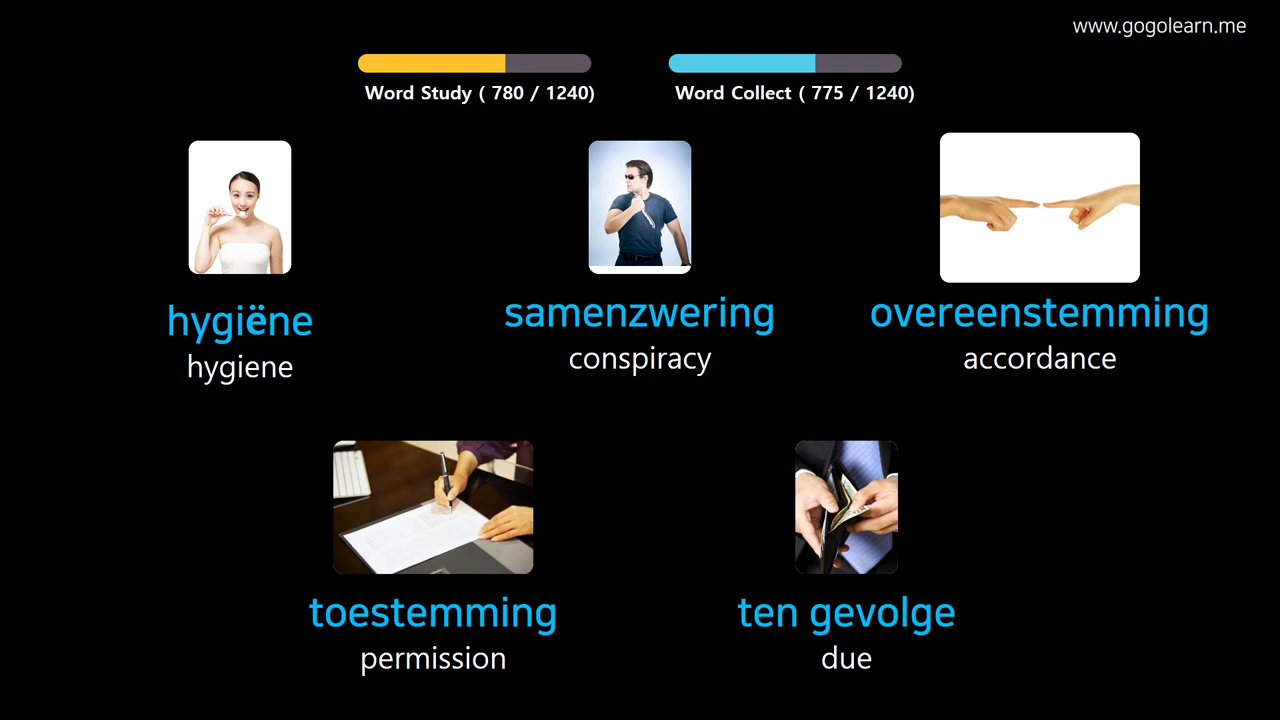 www.gogolearn.me
Word Study ( 780 / 1240)
Word Collect ( 775 / 1240)
hygiëne
hygiene
samenzwering
conspiracy
overeenstemming
accordance
toestemming
permission
ten gevolge
due